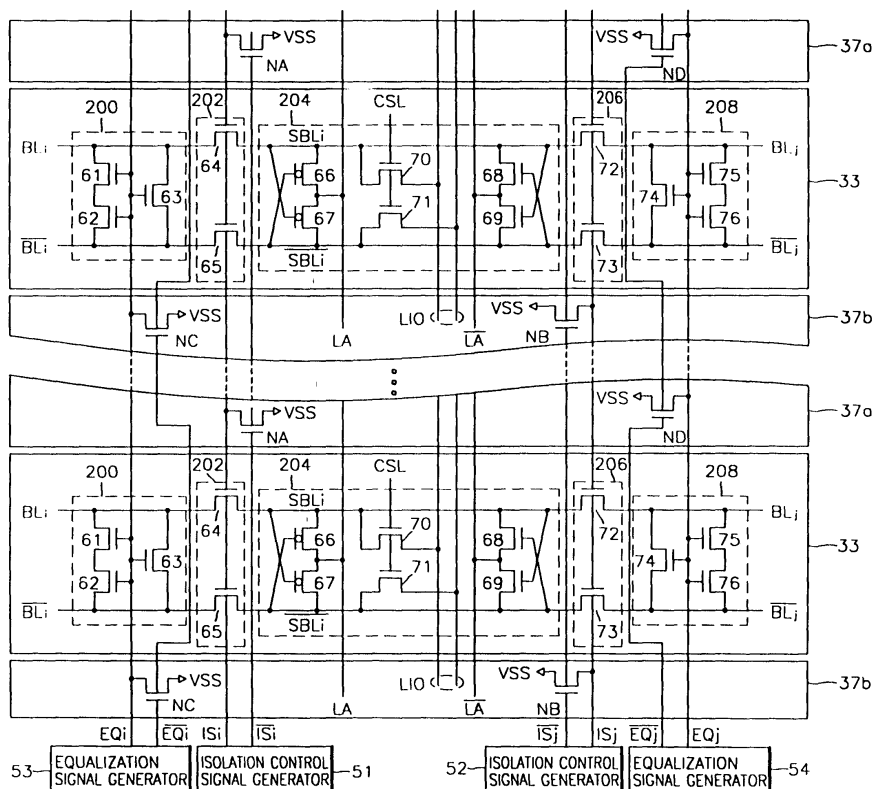 VSS VSS 37a
NA ND
202 204 206
200 CSL 208
SBLi
BLi 70 BLj
61 64 66 68 72 75
63 71 33
62 67 69 74 76
BLi BLj
65 SBLi 73
VSS VSS 37b
NC LA LIO LA NB
VSS VSS 37a
NA ND
202 204 206
200 CSL 208
SBLi
BLi 70 BLj
61 64 66 68 72 75
63 71 33
62 67 69 74 76
BLi BLj
65 SBLi 73
VSS VSS 37b
NC LA LIO LA NB
EQi EQi ISi ISi ISj ISj EQj EQj
53 EQUALIZATION SIGNAL GENERATOR
ISOLATION CONTROL SIGNAL GENERATOR 51
52 ISOLATION CONTROL SIGNAL GENERATOR
EQUALIZATION SIGNAL GENERATOR 54